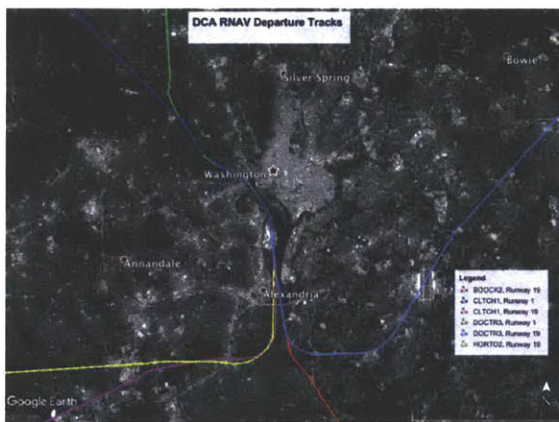 DCA RNAV Departure Tracks
Bowie
Silver Spring
Washington
Annandale
Alexandria
Legend
BOOCK2, Runway 19
CLTCH1, Runway 1
CLTCH1, Runway 19
DOCTR3, Runway 1
DOCTR3, Runway 19
HORTO2, Runway 19
Google Earth